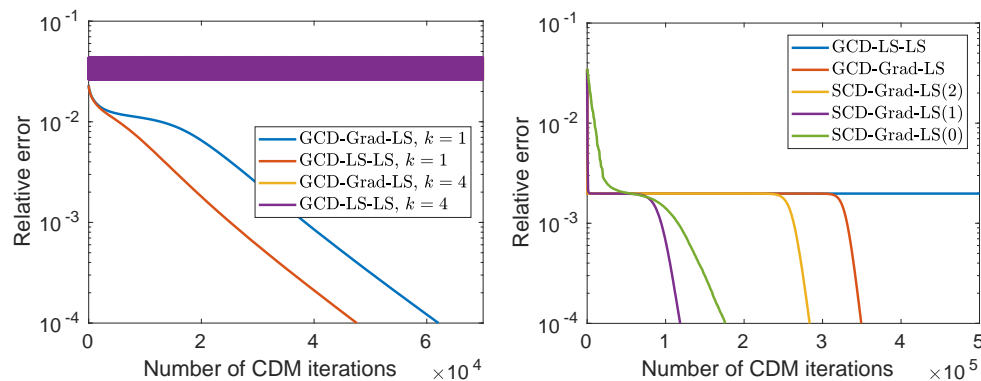 10^{-1}
10^{-2}
10^{-3}
10^{-4}
Relative error
GCD-Grad-LS, k = 1
GCD-LS-LS, k = 1
GCD-Grad-LS, k = 4
GCD-LS-LS, k = 4
0 2 4 6
Number of CDM iterations ×10^4
10^{-1}
10^{-2}
10^{-3}
10^{-4}
Relative error
GCD-LS-LS
GCD-Grad-LS
SCD-Grad-LS(2)
SCD-Grad-LS(1)
SCD-Grad-LS(0)
0 1 2 3 4 5
Number of CDM iterations ×10^5